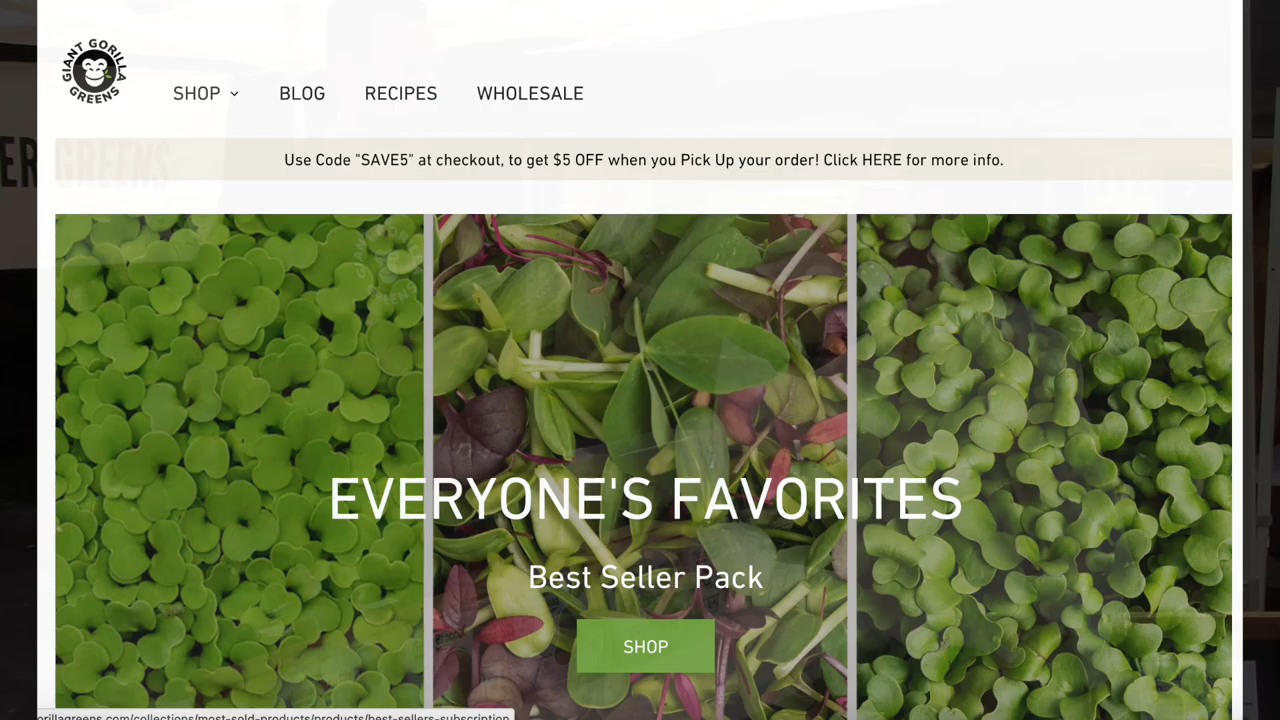 GIANT GORILLA
GREENS
SHOP
BLOG
RECIPES
WHOLESALE
Use Code "SAVE5" at checkout, to get $5 OFF when you Pick Up your order! Click HERE for more info.
ER GREENS
EVERYONE'S FAVORITES
Best Seller Pack
SHOP
orillagreens.com/collections/most-sold-products/products/best-sellers-subscription